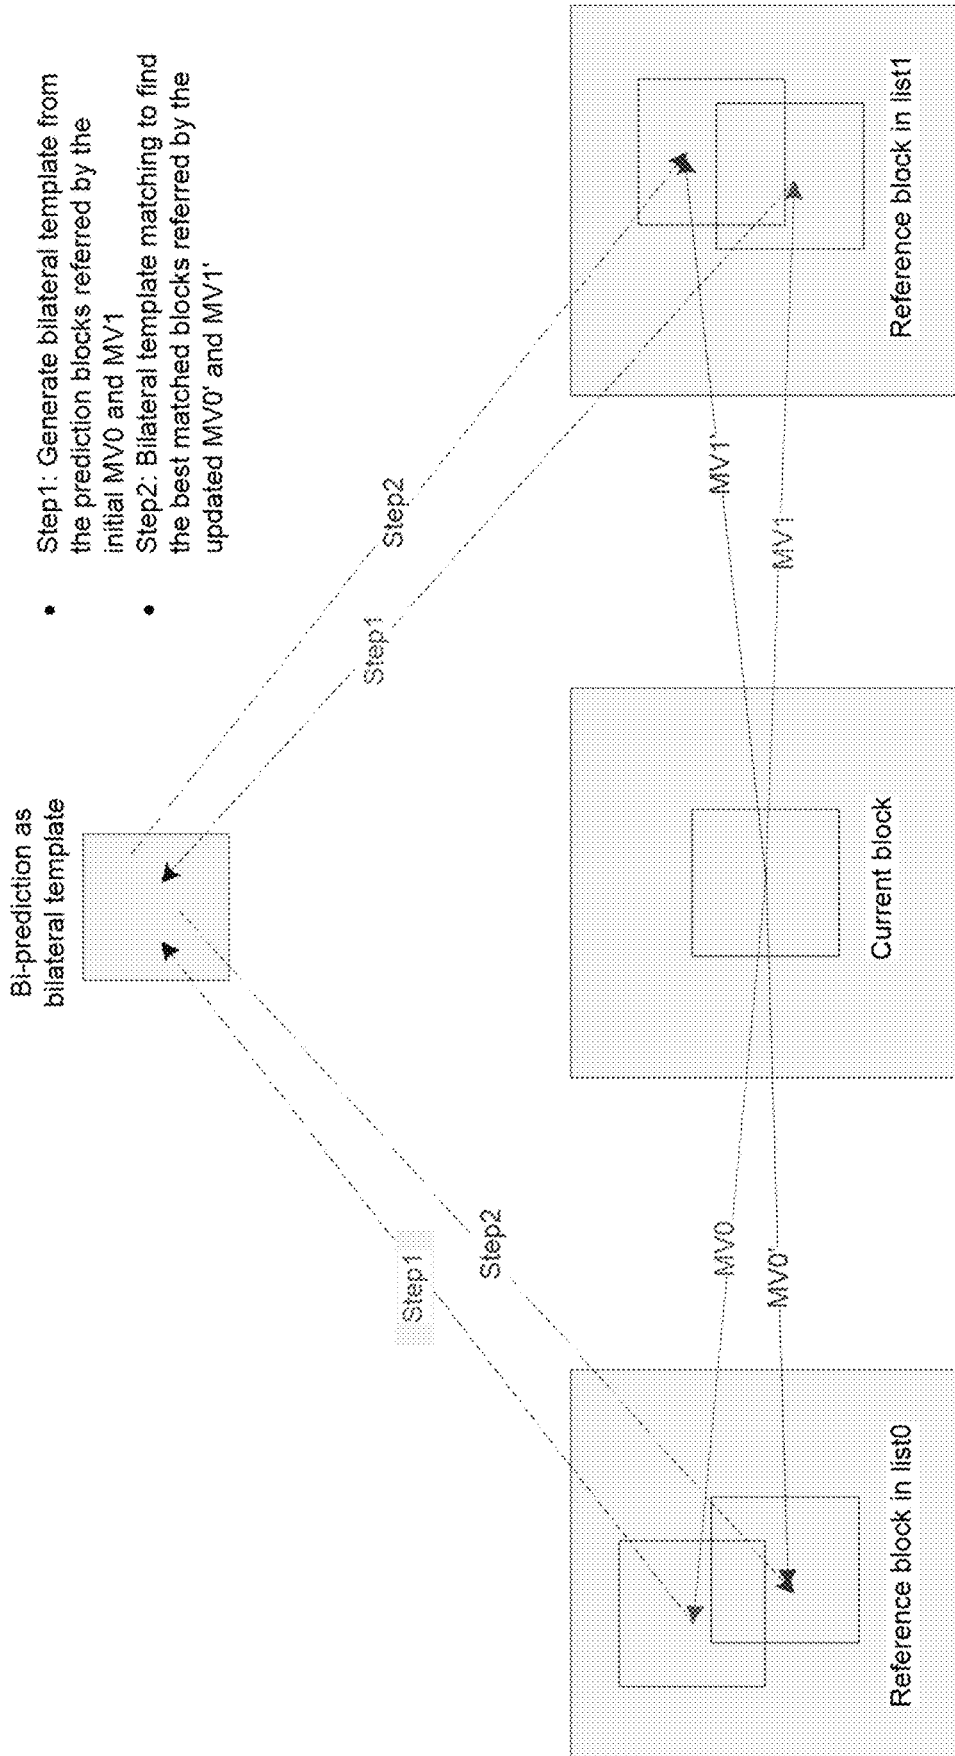 Bi-prediction as
bilateral template
• Step1: Generate bilateral template from
the prediction blocks referred by the
initial MV0 and MV1
• Step2: Bilateral template matching to find
the best matched blocks referred by the
updated MV0' and MV1'
Step1
Step2
Step1
Step2
MV0
MV0'
MV1'
MV1
Reference block in list0
Current block
Reference block in list1